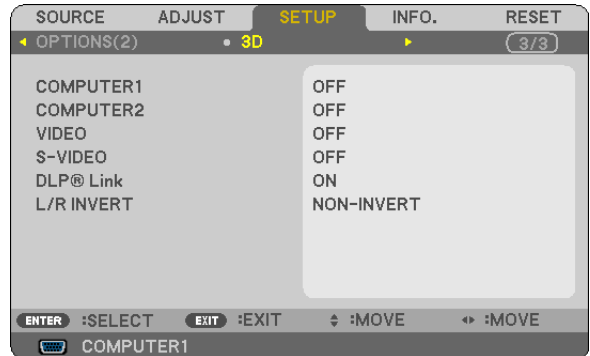 SOURCE ADJUST SETUP INFO. RESET
OPTIONS(2) 3D 3/3
COMPUTER1 OFF
COMPUTER2 OFF
VIDEO OFF
S-VIDEO OFF
DLP® Link ON
L/R INVERT NON-INVERT
ENTER :SELECT EXIT :EXIT :MOVE :MOVE
COMPUTER1